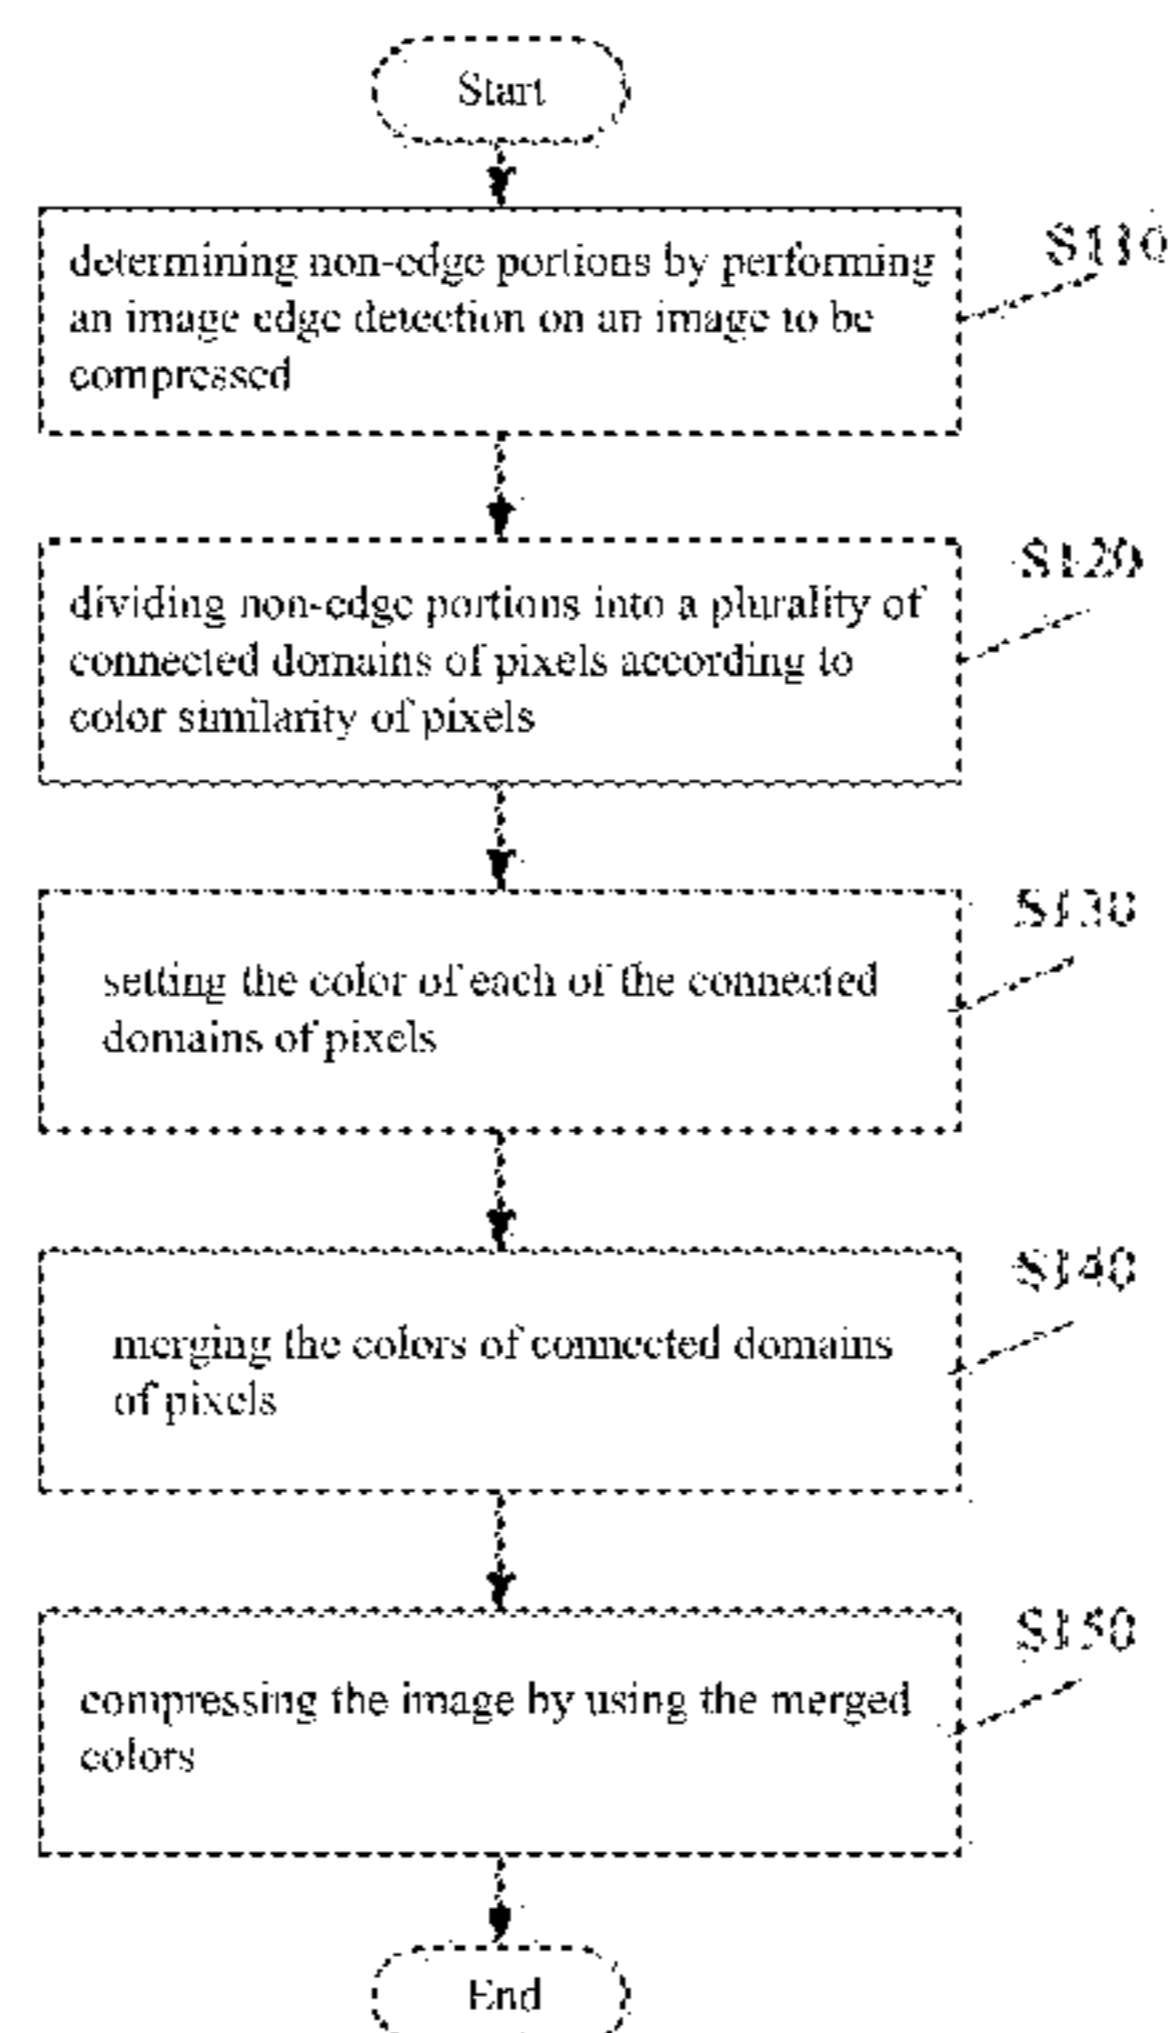 Start
S110
determining non-edge portions by performing
an image edge detection on an image to be
compressed
S120
dividing non-edge portions into a plurality of
connected domains of pixels according to
color similarity of pixels
S130
setting the color of each of the connected
domains of pixels
S140
merging the colors of connected domains
of pixels
S150
compressing the image by using the merged
colors
End